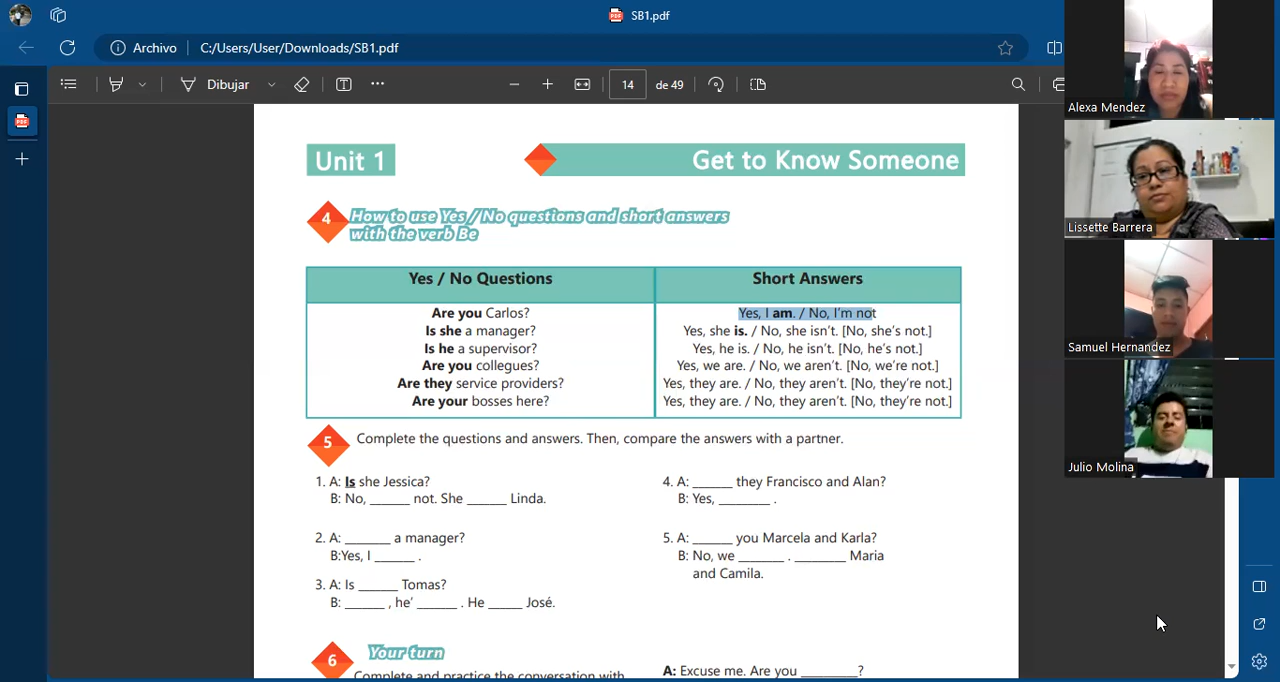 SB1.pdf
Archivo C:/Users/User/Downloads/SB1.pdf
Dibujar 14 de 49
Unit 1 Get to Know Someone
4 How to use Yes / No questions and short answers
with the verb Be
Yes / No Questions Short Answers
Are you Carlos? Yes, I am. / No, I'm not
Is she a manager? Yes, she is. / No, she isn't. [No, she's not.]
Is he a supervisor? Yes, he is. / No, he isn't. [No, he's not.]
Are you collegues? Yes, we are. / No, we aren't. [No, we're not.]
Are they service providers? Yes, they are. / No, they aren't. [No, they're not.]
Are your bosses here? Yes, they are. / No, they aren't. [No, they're not.]
5 Complete the questions and answers. Then, compare the answers with a partner.
1. A: Is she Jessica?
B: No, ______ not. She ______ Linda.
2. A: _______ a manager?
B:Yes, I ______ .
3. A: Is ______ Tomas?
B: ______ , he' ______ . He _____ José.
4. A: ______ they Francisco and Alan?
B: Yes, ________ .
5. A: ______ you Marcela and Karla?
B: No, we _______ . ________ Maria
and Camila.
6 Your turn
Complete and practice the conversation with
A: Excuse me. Are you ________?
Alexa Mendez
Lissette Barrera
Samuel Hernandez
Julio Molina